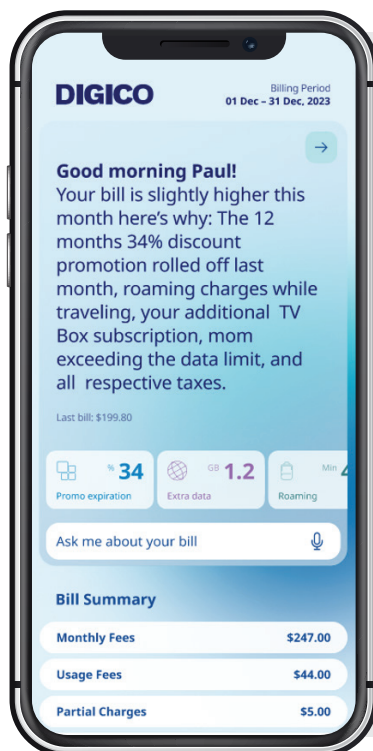 DIGICO
Billing Period
01 Dec – 31 Dec, 2023
Good morning Paul!
Your bill is slightly higher this
month here's why: The 12
months 34% discount
promotion rolled off last
month, roaming charges while
traveling, your additional TV
Box subscription, mom
exceeding the data limit, and
all respective taxes.
Last bill: $199.80
% 34
Promo expiration
GB 1.2
Extra data
Min
Roaming
Ask me about your bill
Bill Summary
Monthly Fees $247.00
Usage Fees $44.00
Partial Charges $5.00